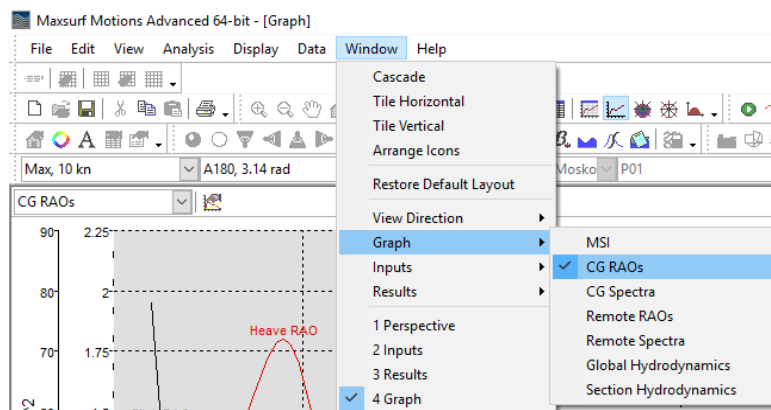 Maxsurf Motions Advanced 64-bit - [Graph]
File Edit View Analysis Display Data Window Help
Cascade
Tile Horizontal
Tile Vertical
Arrange Icons
Restore Default Layout
View Direction
Graph
Inputs
Results
1 Perspective
2 Inputs
3 Results
4 Graph
MSI
CG RAOs
CG Spectra
Remote RAOs
Remote Spectra
Global Hydrodynamics
Section Hydrodynamics
Max, 10 kn A180, 3.14 rad Mosko P01
CG RAOs
90 2.25
80 2
Heave RAO
70 1.75